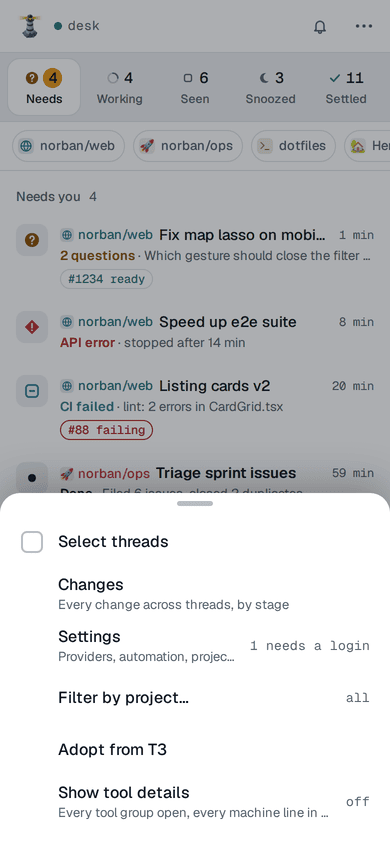 desk
4
Needs
4
Working
6
Seen
3
Snoozed
11
Settled
norban/web
norban/ops
dotfiles
Needs you 4
norban/web Fix map lasso on mobi… 1 min
2 questions · Which gesture should close the filter …
#1234 ready
norban/web Speed up e2e suite 8 min
API error · stopped after 14 min
norban/web Listing cards v2 20 min
CI failed · lint: 2 errors in CardGrid.tsx
#88 failing
norban/ops Triage sprint issues 59 min
Select threads
Changes
Every change across threads, by stage
Settings 1 needs a login
Providers, automation, projec…
Filter by project… all
Adopt from T3
Show tool details off
Every tool group open, every machine line in …